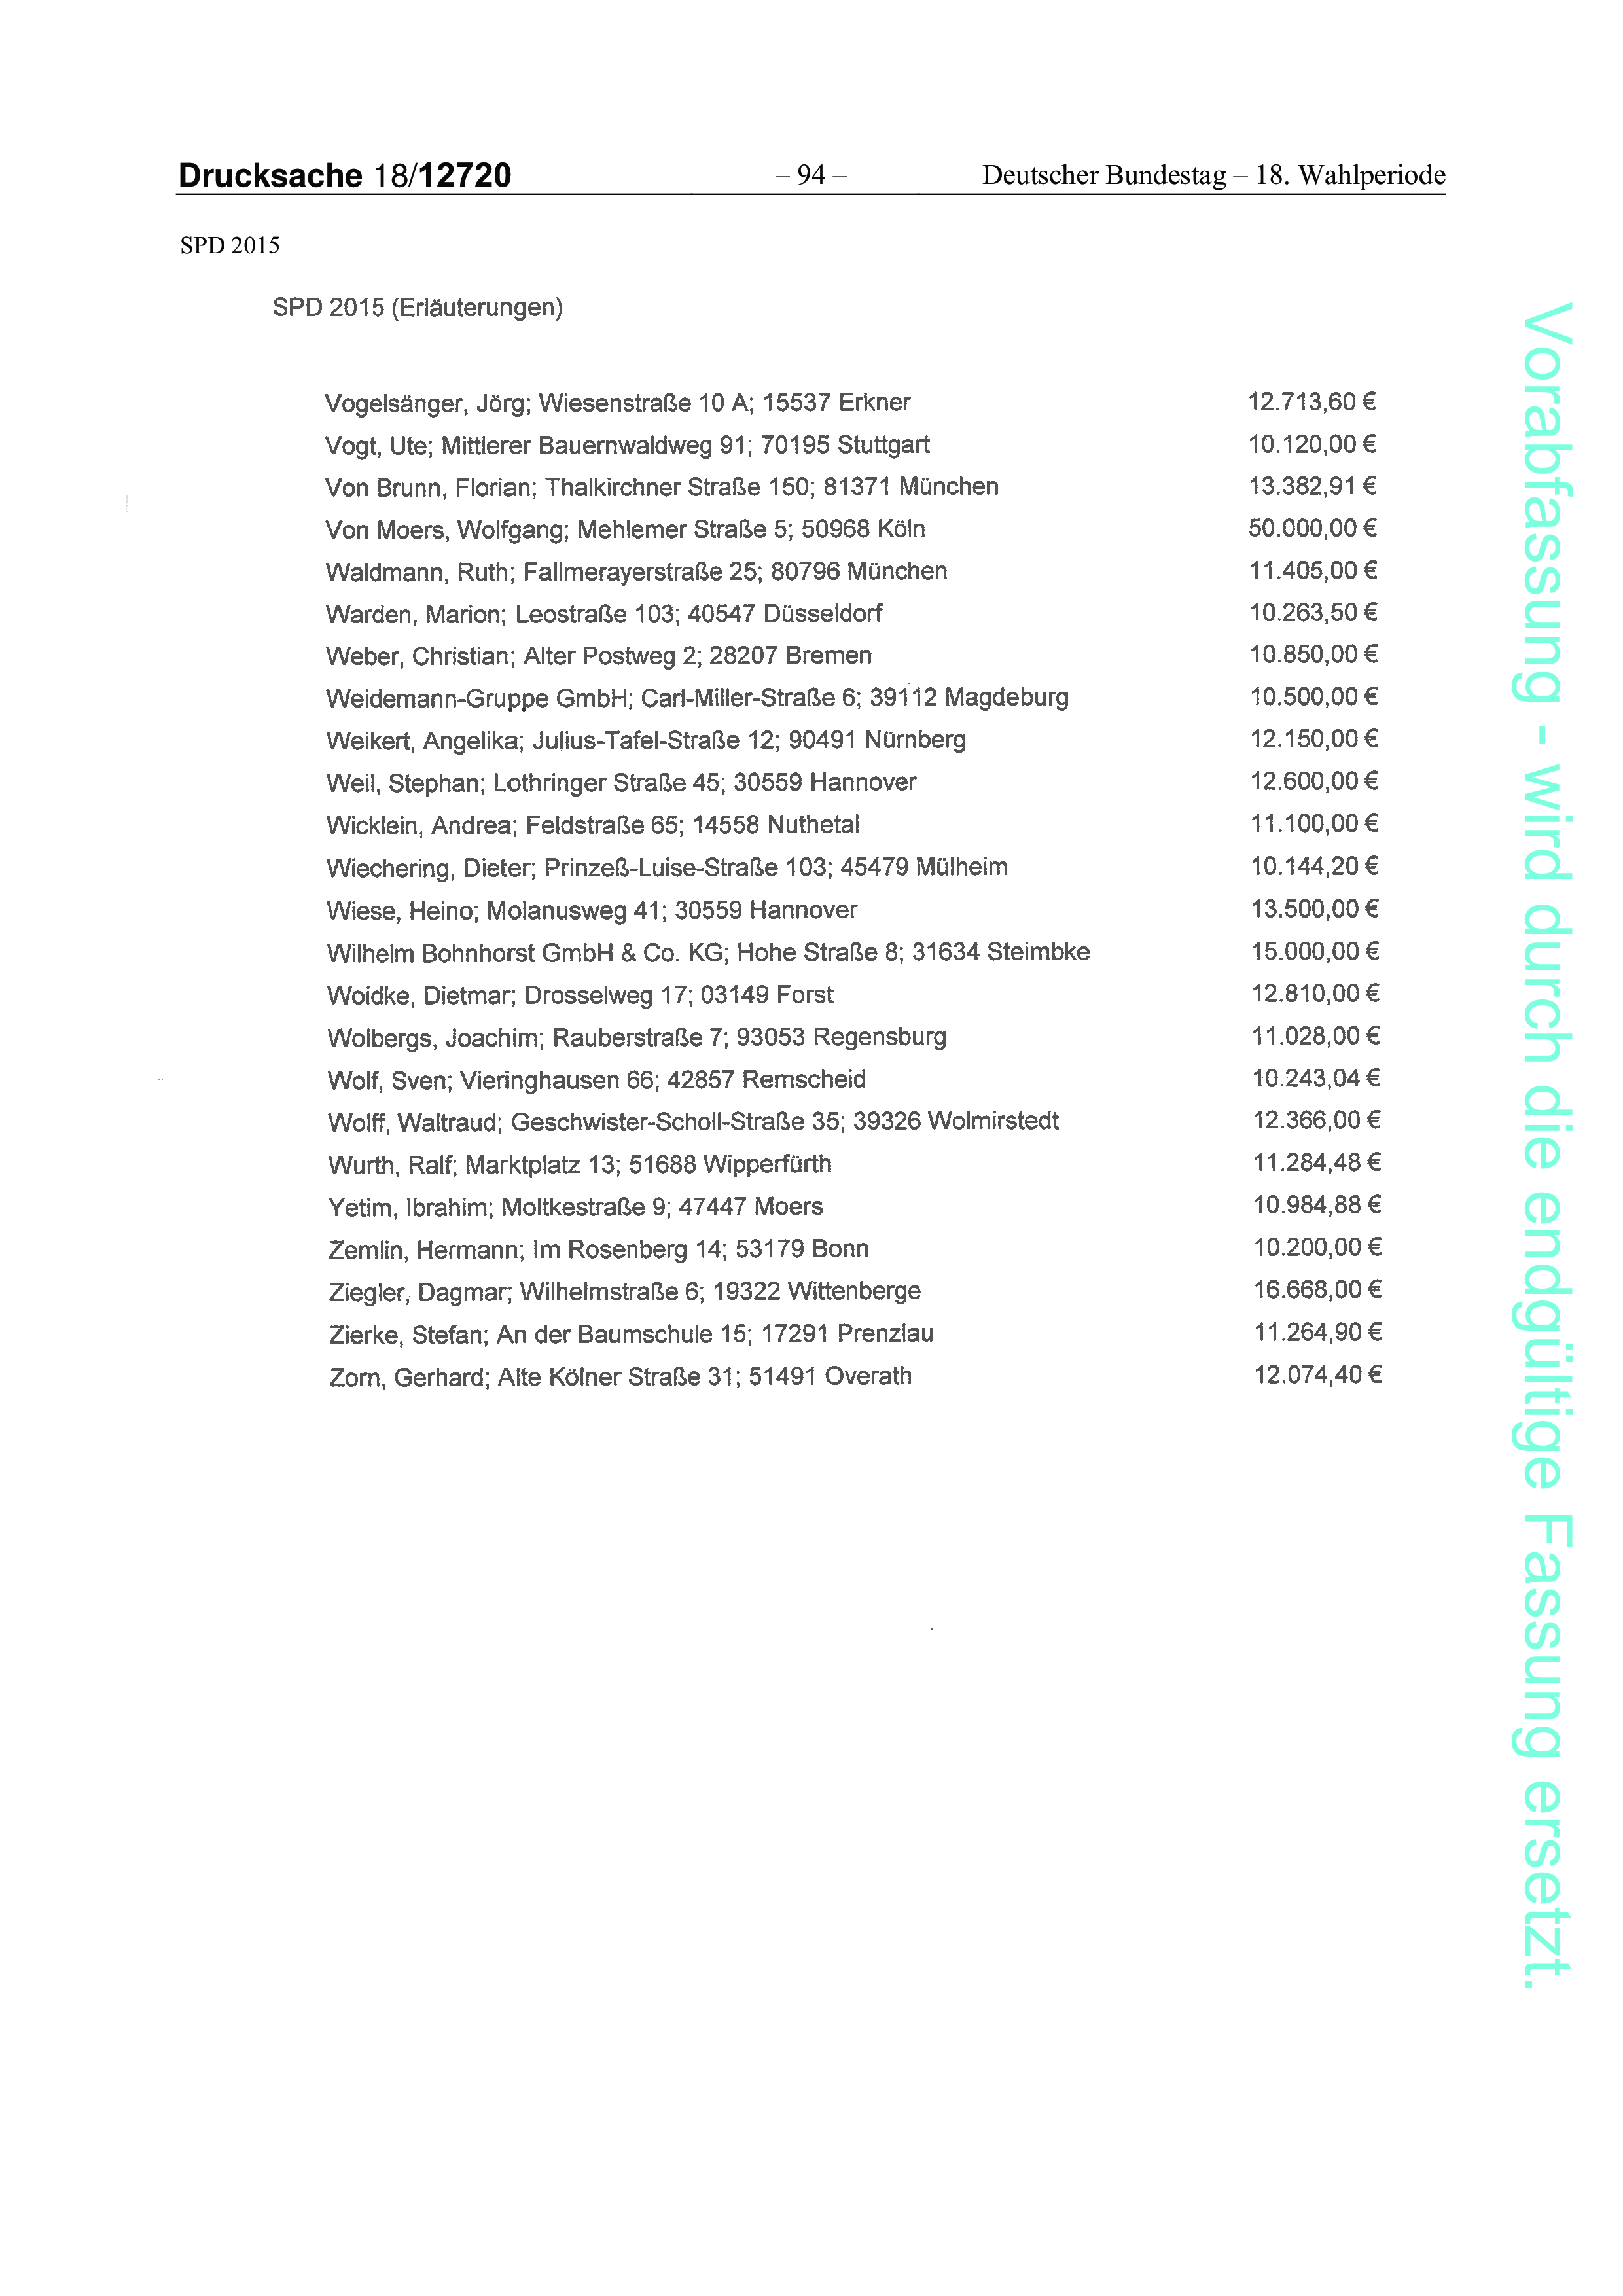 Drucksache 18/12720 – 94 – Deutscher Bundestag – 18. Wahlperiode
SPD 2015
SPD 2015 (Erläuterungen)
Vogelsänger, Jörg; Wiesenstraße 10 A; 15537 Erkner 12.713,60 €
Vogt, Ute; Mittlerer Bauernwaldweg 91; 70195 Stuttgart 10.120,00 €
Von Brunn, Florian; Thalkirchner Straße 150; 81371 München 13.382,91 €
Von Moers, Wolfgang; Mehlemer Straße 5; 50968 Köln 50.000,00 €
Waldmann, Ruth; Fallmerayerstraße 25; 80796 München 11.405,00 €
Warden, Marion; Leostraße 103; 40547 Düsseldorf 10.263,50 €
Weber, Christian; Alter Postweg 2; 28207 Bremen 10.850,00 €
Weidemann-Gruppe GmbH; Carl-Miller-Straße 6; 39112 Magdeburg 10.500,00 €
Weikert, Angelika; Julius-Tafel-Straße 12; 90491 Nürnberg 12.150,00 €
Weil, Stephan; Lothringer Straße 45; 30559 Hannover 12.600,00 €
Wicklein, Andrea; Feldstraße 65; 14558 Nuthetal 11.100,00 €
Wiechering, Dieter; Prinzeß-Luise-Straße 103; 45479 Mülheim 10.144,20 €
Wiese, Heino; Molanusweg 41; 30559 Hannover 13.500,00 €
Wilhelm Bohnhorst GmbH & Co. KG; Hohe Straße 8; 31634 Steimbke 15.000,00 €
Woidke, Dietmar; Drosselweg 17; 03149 Forst 12.810,00 €
Wolbergs, Joachim; Rauberstraße 7; 93053 Regensburg 11.028,00 €
Wolf, Sven; Vieringhausen 66; 42857 Remscheid 10.243,04 €
Wolff, Waltraud; Geschwister-Scholl-Straße 35; 39326 Wolmirstedt 12.366,00 €
Wurth, Ralf; Marktplatz 13; 51688 Wipperfürth 11.284,48 €
Yetim, Ibrahim; Moltkestraße 9; 47447 Moers 10.984,88 €
Zemlin, Hermann; Im Rosenberg 14; 53179 Bonn 10.200,00 €
Ziegler, Dagmar; Wilhelmstraße 6; 19322 Wittenberge 16.668,00 €
Zierke, Stefan; An der Baumschule 15; 17291 Prenzlau 11.264,90 €
Zorn, Gerhard; Alte Kölner Straße 31; 51491 Overath 12.074,40 €
Vorabfassung - wird durch die endgültige Fassung ersetzt.